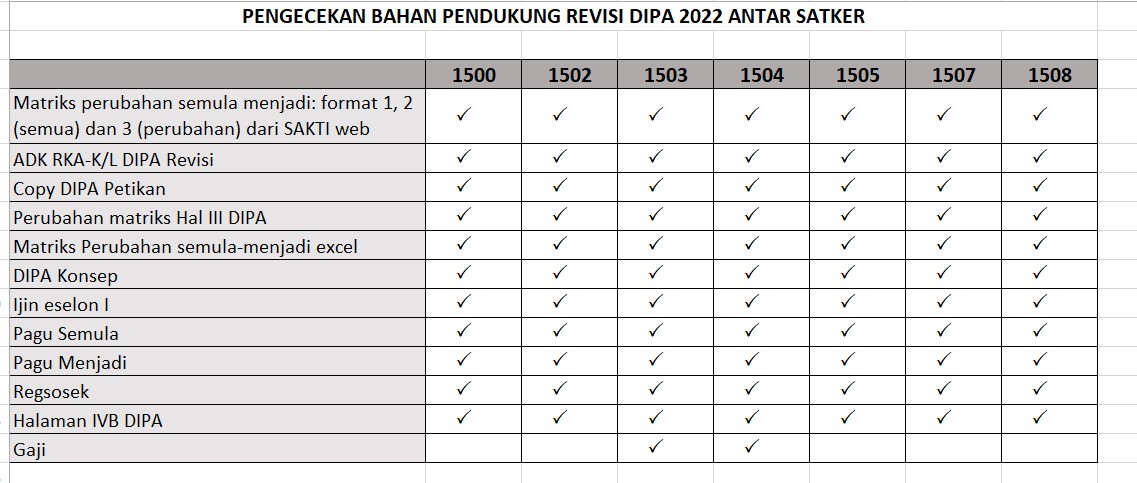 PENGECEKAN BAHAN PENDUKUNG REVISI DIPA 2022 ANTAR SATKER
1500 1502 1503 1504 1505 1507 1508
Matriks perubahan semula menjadi: format 1, 2
(semua) dan 3 (perubahan) dari SAKTI web ✓ ✓ ✓ ✓ ✓ ✓ ✓
ADK RKA-K/L DIPA Revisi ✓ ✓ ✓ ✓ ✓ ✓ ✓
Copy DIPA Petikan ✓ ✓ ✓ ✓ ✓ ✓ ✓
Perubahan matriks Hal III DIPA ✓ ✓ ✓ ✓ ✓ ✓ ✓
Matriks Perubahan semula-menjadi excel ✓ ✓ ✓ ✓ ✓ ✓ ✓
DIPA Konsep ✓ ✓ ✓ ✓ ✓ ✓ ✓
Ijin eselon I ✓ ✓ ✓ ✓ ✓ ✓ ✓
Pagu Semula ✓ ✓ ✓ ✓ ✓ ✓ ✓
Pagu Menjadi ✓ ✓ ✓ ✓ ✓ ✓ ✓
Regsosek ✓ ✓ ✓ ✓ ✓ ✓ ✓
Halaman IVB DIPA ✓ ✓ ✓ ✓ ✓ ✓ ✓
Gaji ✓ ✓